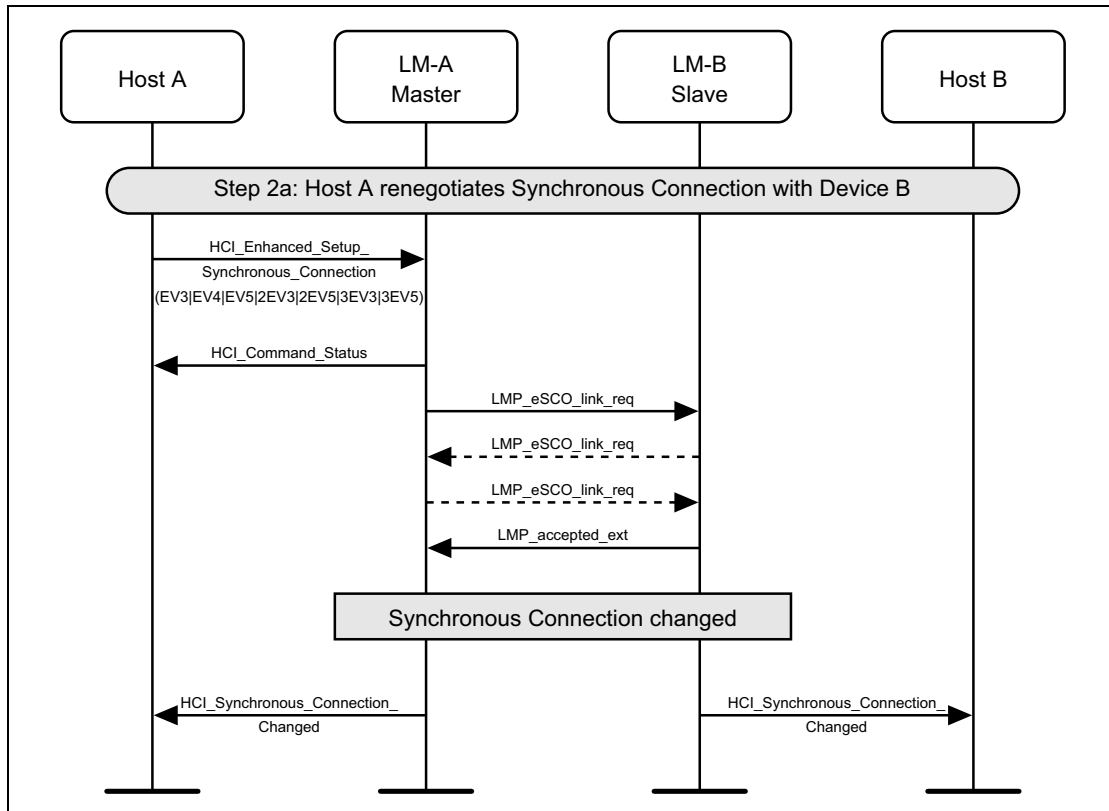 Host A
LM-A
Master
LM-B
Slave
Host B
Step 2a: Host A renegotiates Synchronous Connection with Device B
HCI_Enhanced_Setup_
Synchronous_Connection
(EV3|EV4|EV5|2EV3|2EV5|3EV3|3EV5)
HCI_Command_Status
LMP_eSCO_link_req
LMP_eSCO_link_req
LMP_eSCO_link_req
LMP_accepted_ext
Synchronous Connection changed
HCI_Synchronous_Connection_
Changed
HCI_Synchronous_Connection_
Changed